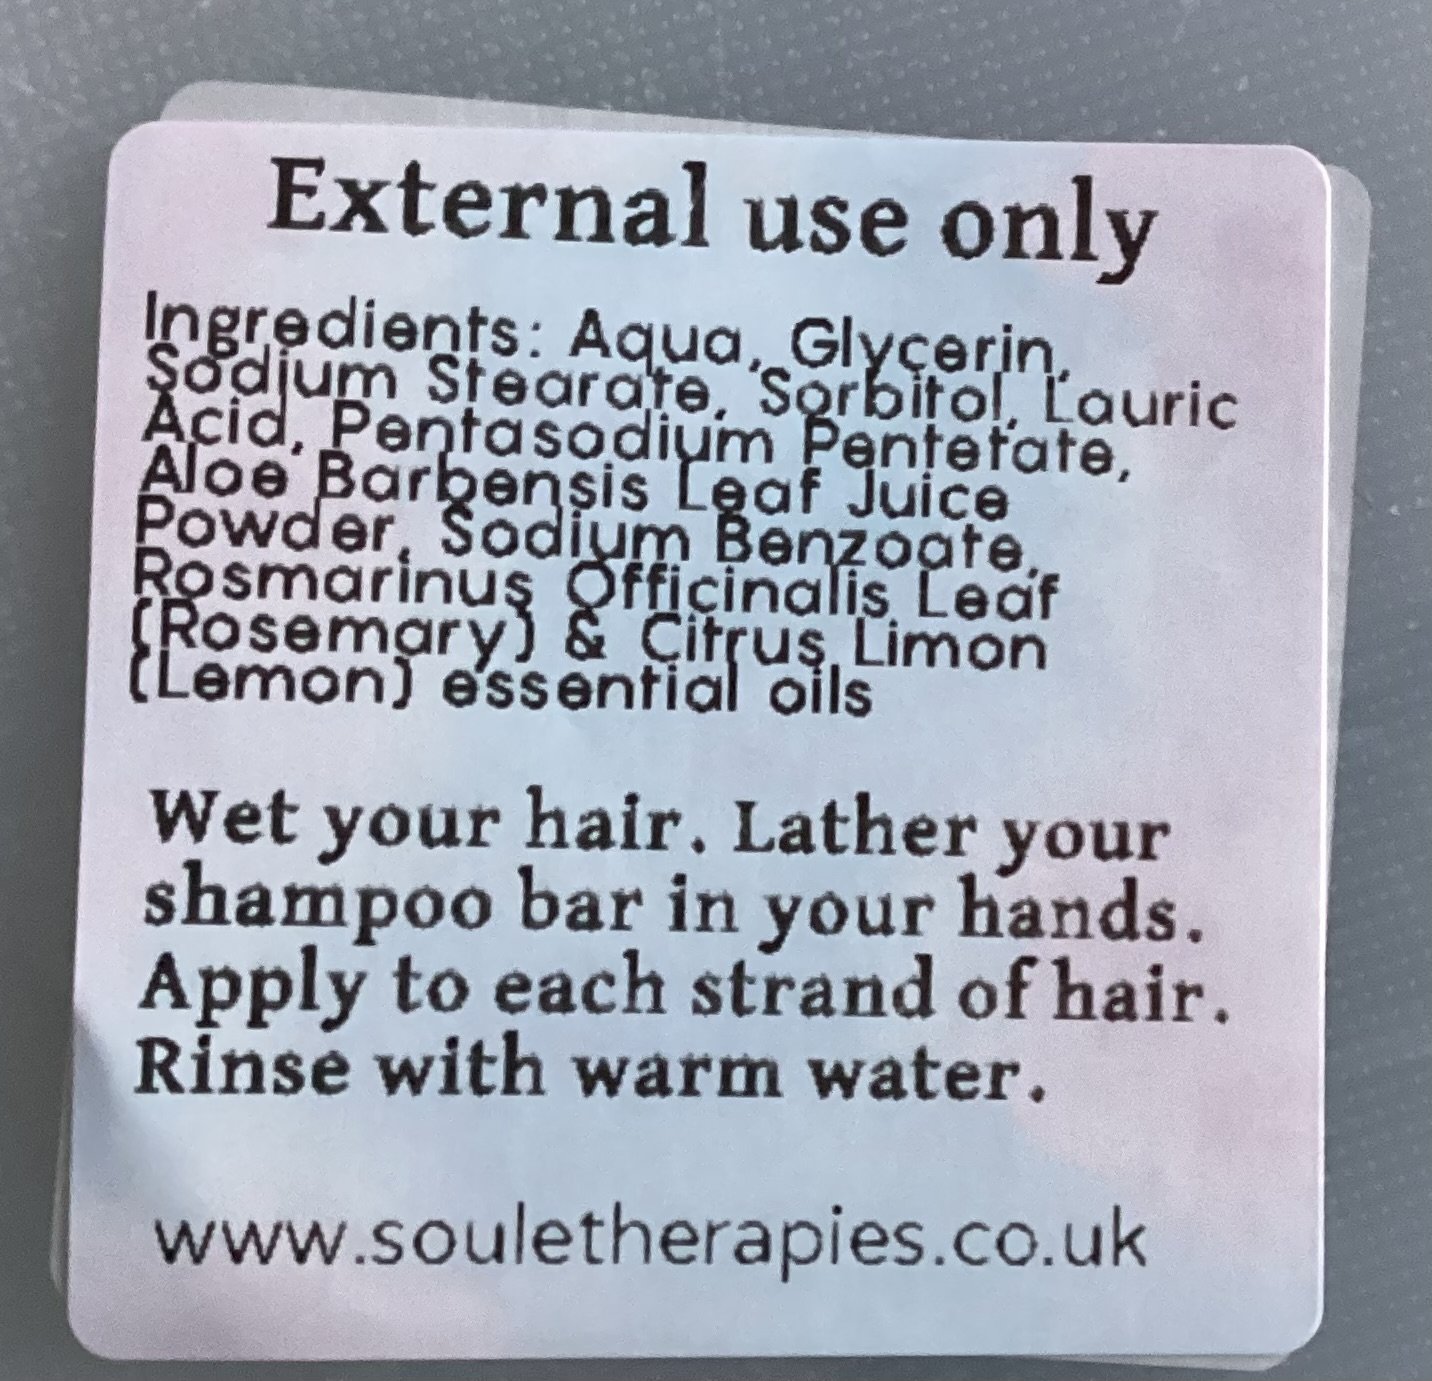 External use only
Ingredients: Aqua, Glycerin,
Sodium Stearate, Sorbitol, Lauric
Acid, Pentasodium Pentetate,
Aloe Barbensis Leaf Juice
Powder, Sodium Benzoate,
Rosmarinus Officinalis Leaf
(Rosemary) & Citrus Limon
(Lemon) essential oils
Wet your hair. Lather your
shampoo bar in your hands.
Apply to each strand of hair.
Rinse with warm water.
www.souletherapies.co.uk